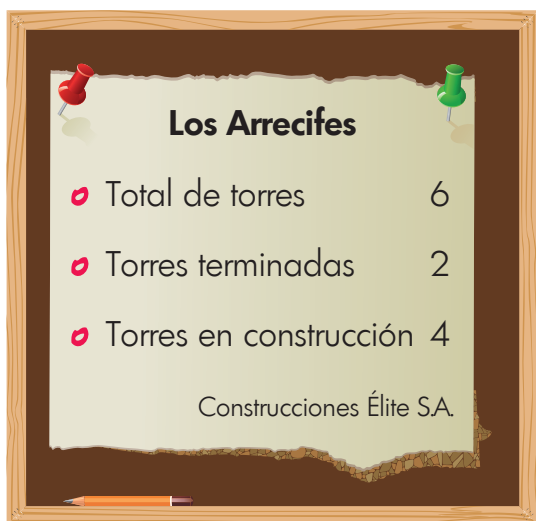 Los Arrecifes
Total de torres 6
Torres terminadas 2
Torres en construcción 4
Construcciones Élite S.A.